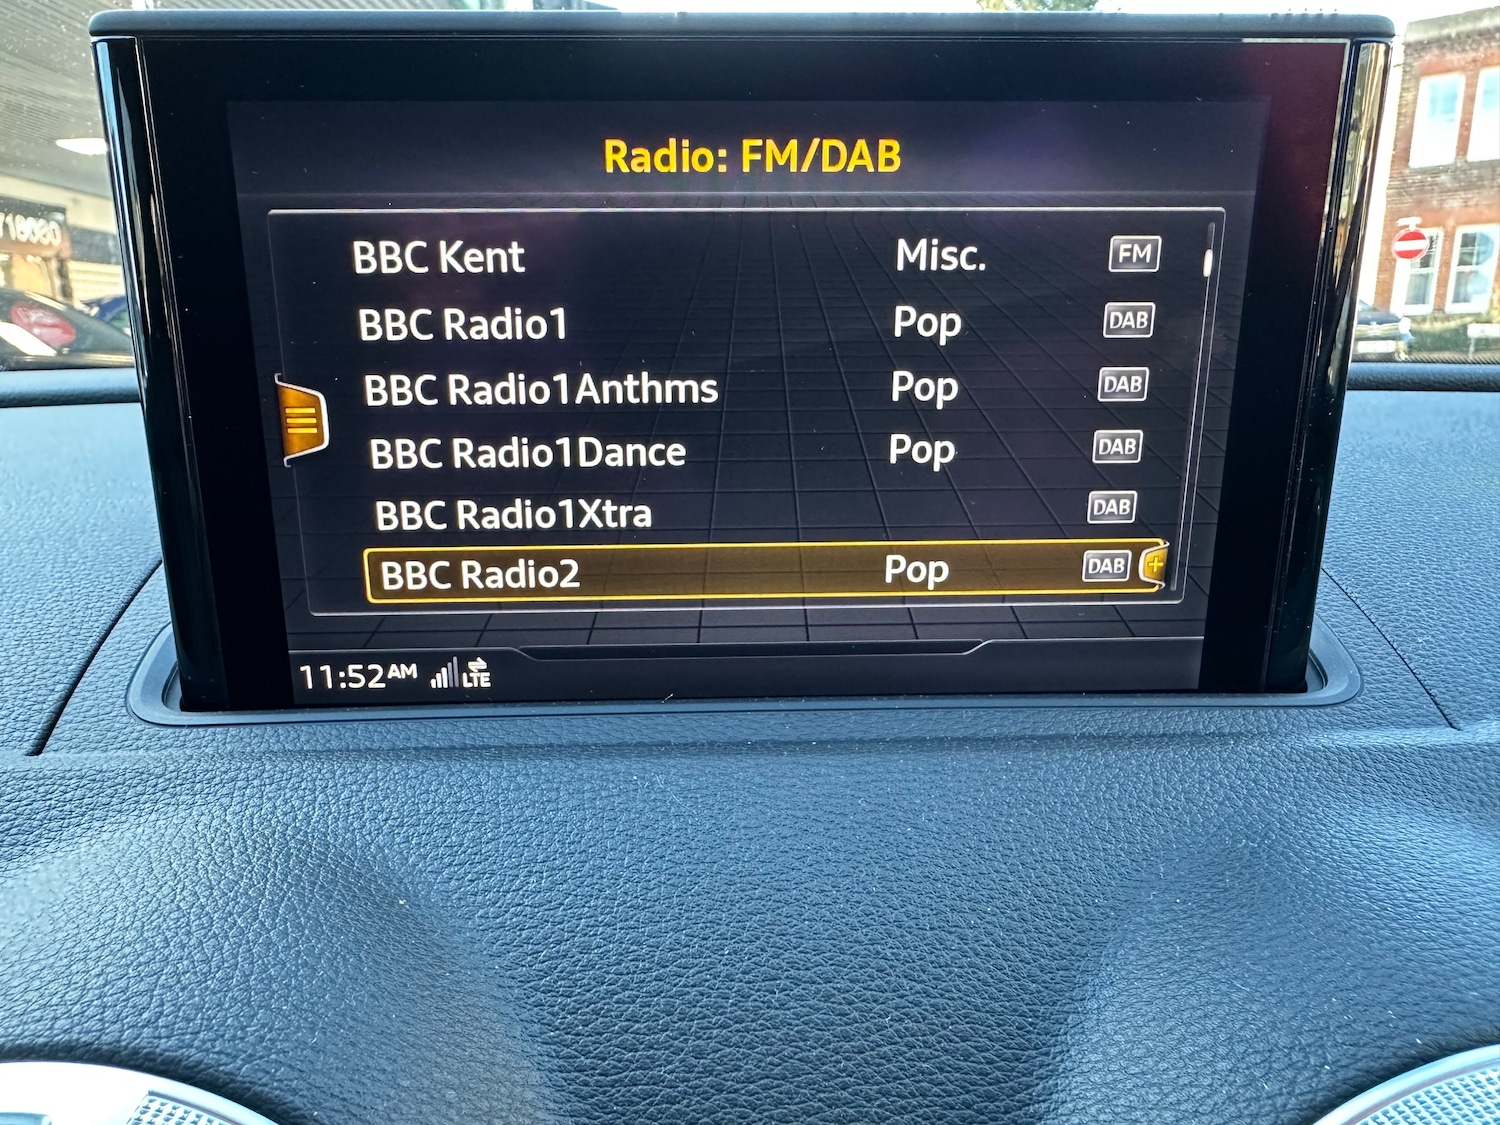 Radio: FM/DAB
BBC Kent Misc. FM
BBC Radio1 Pop DAB
BBC Radio1Anthms Pop DAB
BBC Radio1Dance Pop DAB
BBC Radio1Xtra DAB
BBC Radio2 Pop DAB +
11:52AM LTE